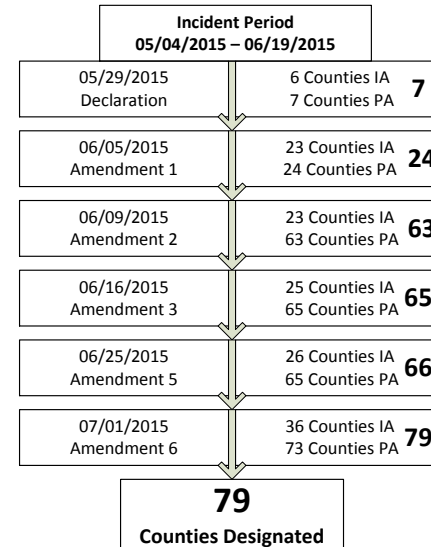 Incident Period
05/04/2015 – 06/19/2015
05/29/2015
Declaration
6 Counties IA
7 Counties PA
7
06/05/2015
Amendment 1
23 Counties IA
24 Counties PA
24
06/09/2015
Amendment 2
23 Counties IA
63 Counties PA
63
06/16/2015
Amendment 3
25 Counties IA
65 Counties PA
65
06/25/2015
Amendment 5
26 Counties IA
65 Counties PA
66
07/01/2015
Amendment 6
36 Counties IA
73 Counties PA
79
79
Counties Designated